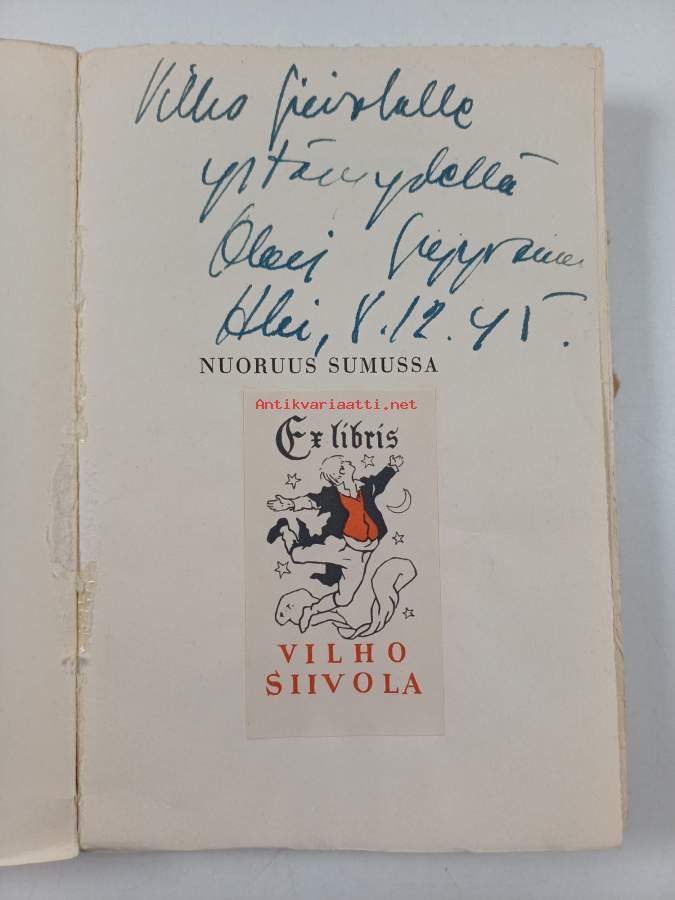 Vilho Siivolalle
ystävyydellä
Olavi Siippainen
Hki, 8.12.45.
NUORUUS SUMUSSA
Antikvariaatti.net
Ex libris
VILHO
SIIVOLA